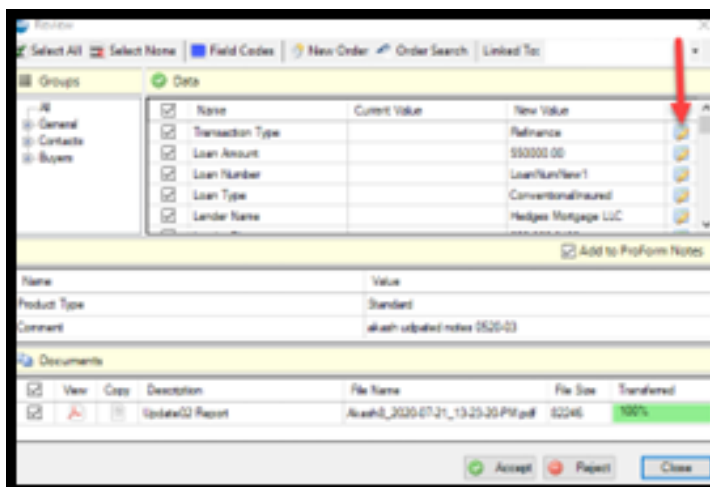 Review
Select All Select None Field Codes New Order Order Search Linked To:
Groups Data
All
General
Contacts
Buyers
Name Current Value New Value
Transaction Type Refinance
Loan Amount 550000.00
Loan Number LoanNumNew1
Loan Type ConventionalInsured
Lender Name Hedges Mortgage LLC
Add to ProForm Notes
Name Value
Product Type Standard
Comment akash udpated notes 0520-03
Documents
View Copy Description File Name File Size Transferred
Update02 Report 2020-07-21_13-23-20-PM.pdf 82246 100%
Accept Reject Close